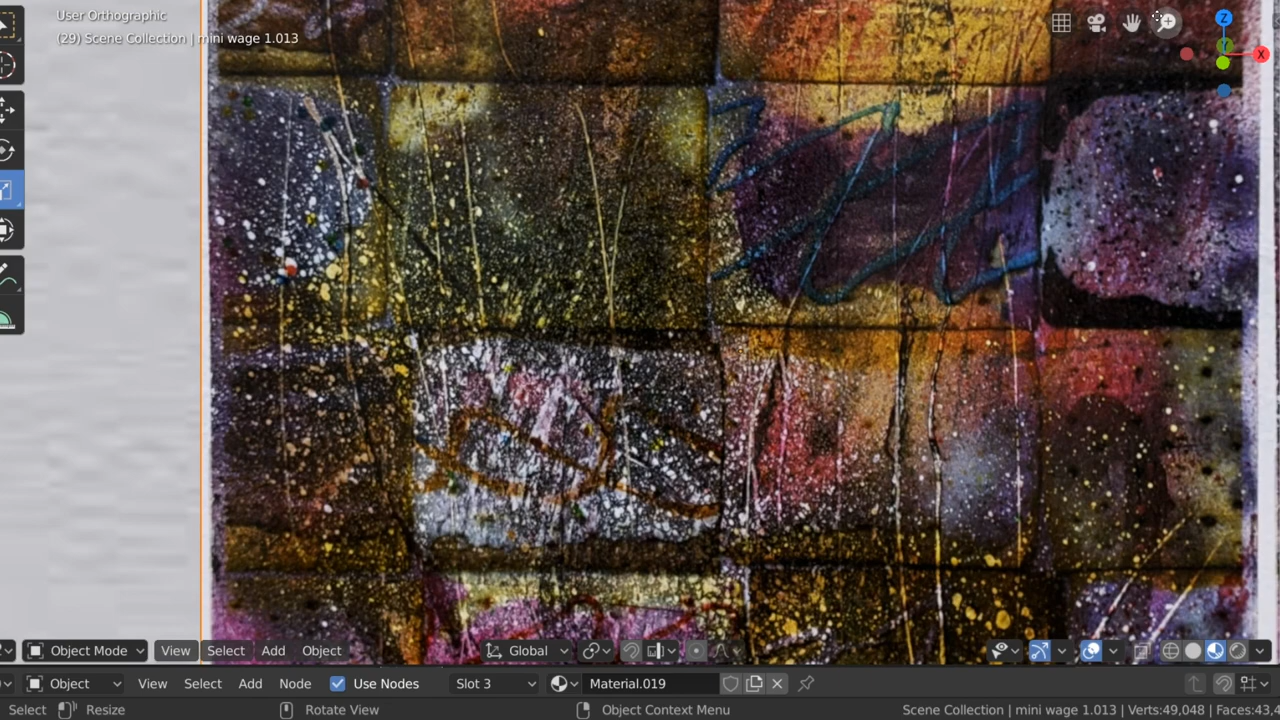 User Orthographic
(29) Scene Collection | mini wage 1.013
Z
Y
X
Object Mode View Select Add Object Global
Object View Select Add Node Use Nodes Slot 3 Material.019
Select Resize Rotate View Object Context Menu Scene Collection | mini wage 1.013 | Verts:49,048 | Faces:43,4